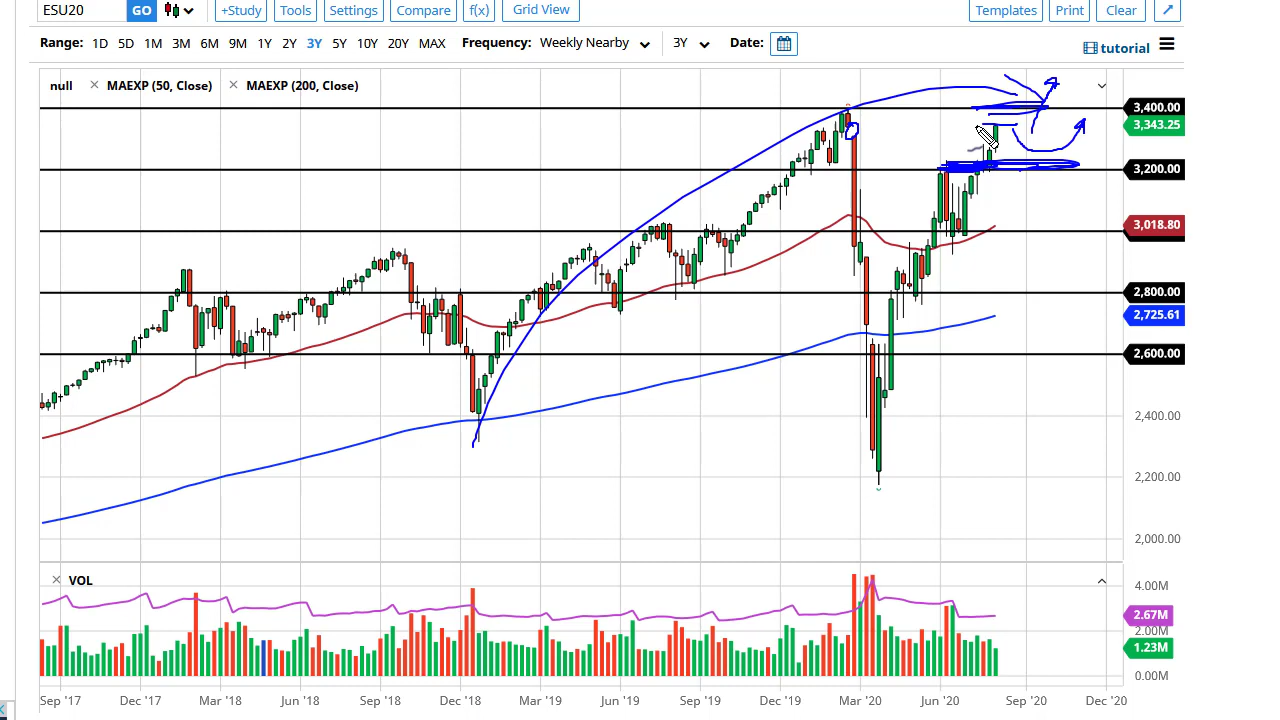 ESU20 GO +Study Tools Settings Compare f(x) Grid View Templates Print Clear
Range: 1D 5D 1M 3M 6M 9M 1Y 2Y 3Y 5Y 10Y 20Y MAX Frequency: Weekly Nearby 3Y Date: tutorial
null × MAEXP (50, Close) × MAEXP (200, Close)
3,400.00
3,343.25
3,200.00
3,018.80
2,800.00
2,725.61
2,600.00
2,400.00
2,200.00
2,000.00
× VOL
4.00M
2.67M
2.00M
1.23M
0.00M
Sep '17 Dec '17 Mar '18 Jun '18 Sep '18 Dec '18 Mar '19 Jun '19 Sep '19 Dec '19 Mar '20 Jun '20 Sep '20 Dec '20